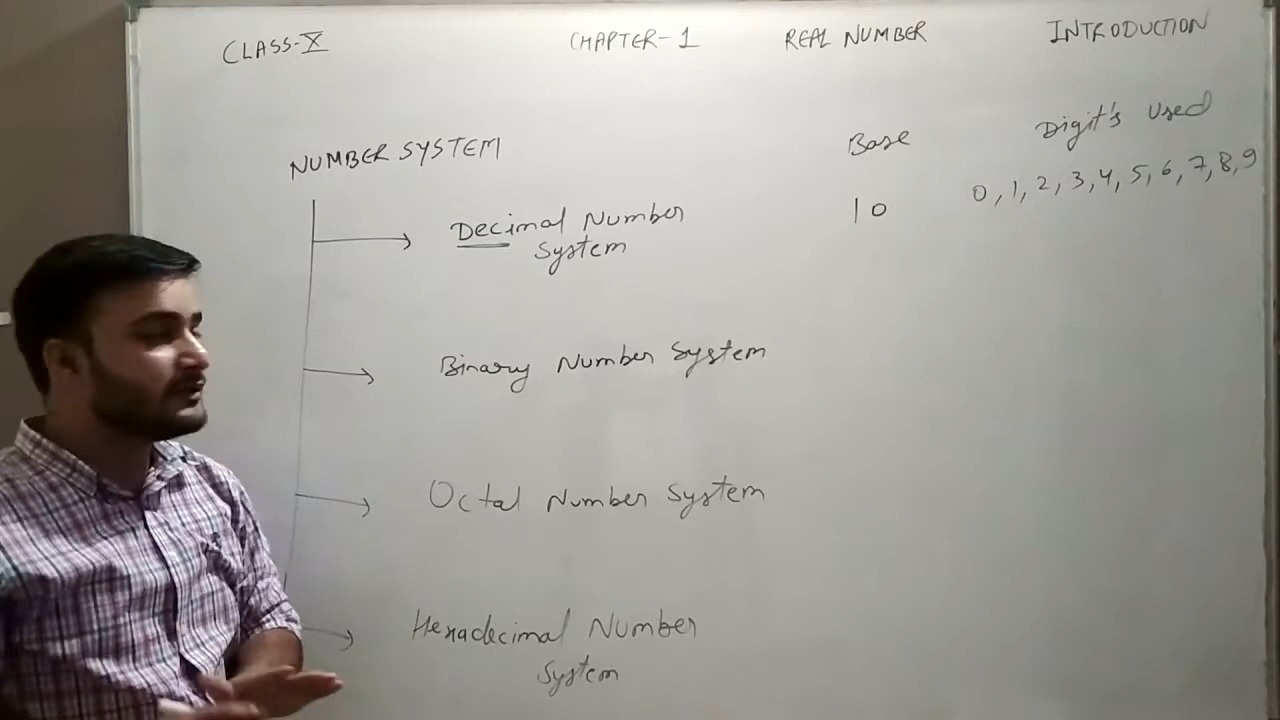 CLASS-X CHAPTER-1 REAL NUMBER INTRODUCTION
NUMBER SYSTEM Base Digit's Used
Decimal Number 10 0,1,2,3,4,5,6,7,8,9
System
Binary Number System
Octal Number System
Hexadecimal Number
System